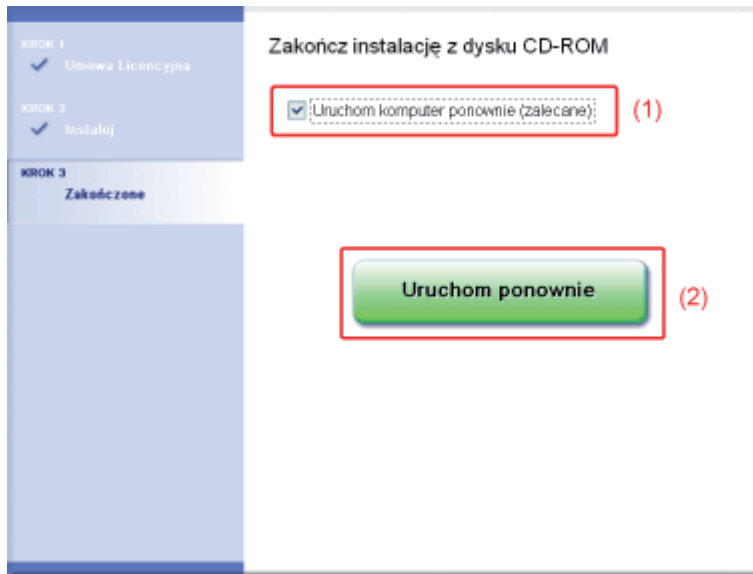 KROK 1
Umowa Licencyjna
KROK 2
Instaluj
KROK 3
Zakończone
Zakończ instalację z dysku CD-ROM
Uruchom komputer ponownie (zalecane)
(1)
Uruchom ponownie
(2)